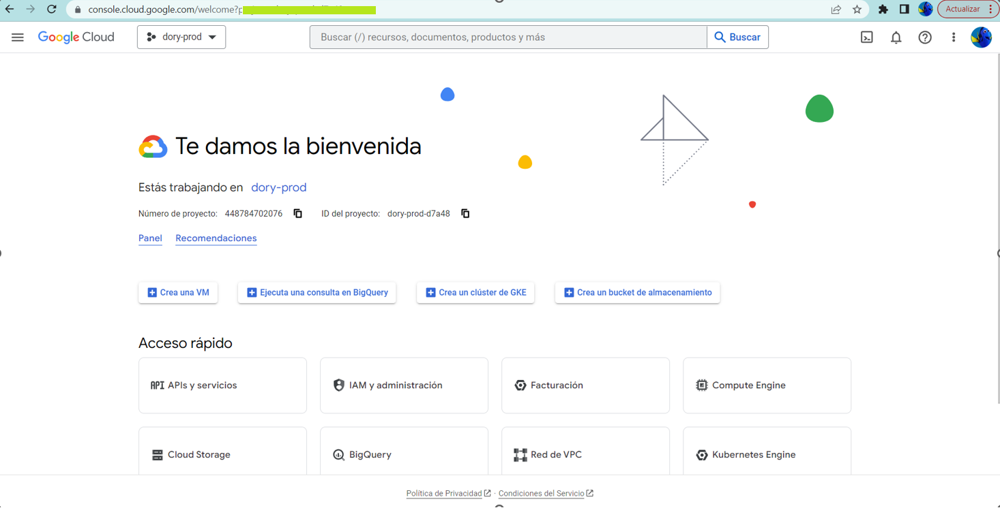 console.cloud.google.com/welcome?p
Actualizar
Google Cloud
dory-prod
Buscar (/) recursos, documentos, productos y más
Buscar
Te damos la bienvenida
Estás trabajando en dory-prod
Número de proyecto: 448784702076 ID del proyecto: dory-prod-d7a48
Panel Recomendaciones
Crea una VM
Ejecuta una consulta en BigQuery
Crea un clúster de GKE
Crea un bucket de almacenamiento
Acceso rápido
API APIs y servicios
IAM y administración
Facturación
Compute Engine
Cloud Storage
BigQuery
Red de VPC
Kubernetes Engine
Política de Privacidad · Condiciones del Servicio